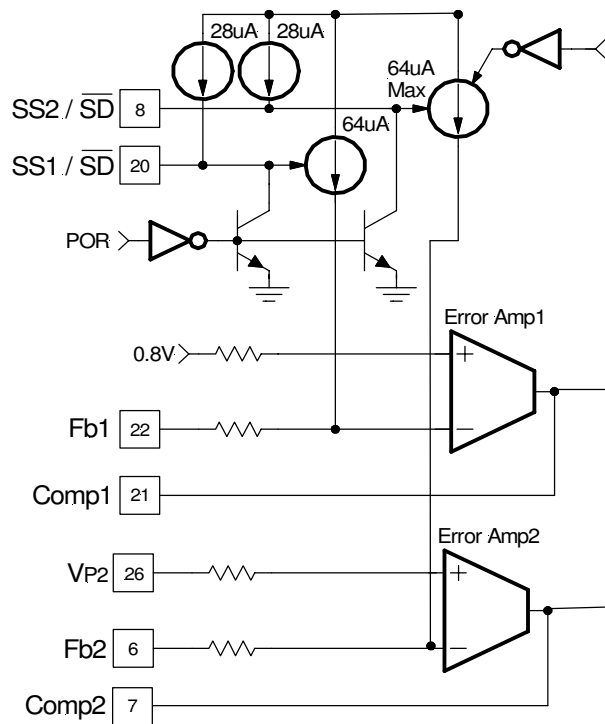 28uA 28uA
64uA
Max
SS2 / SD 8
64uA
SS1 / SD 20
POR
Error Amp1
0.8V
+
Fb1 22
−
Comp1 21
Error Amp2
VP2 26
+
Fb2 6
−
Comp2 7